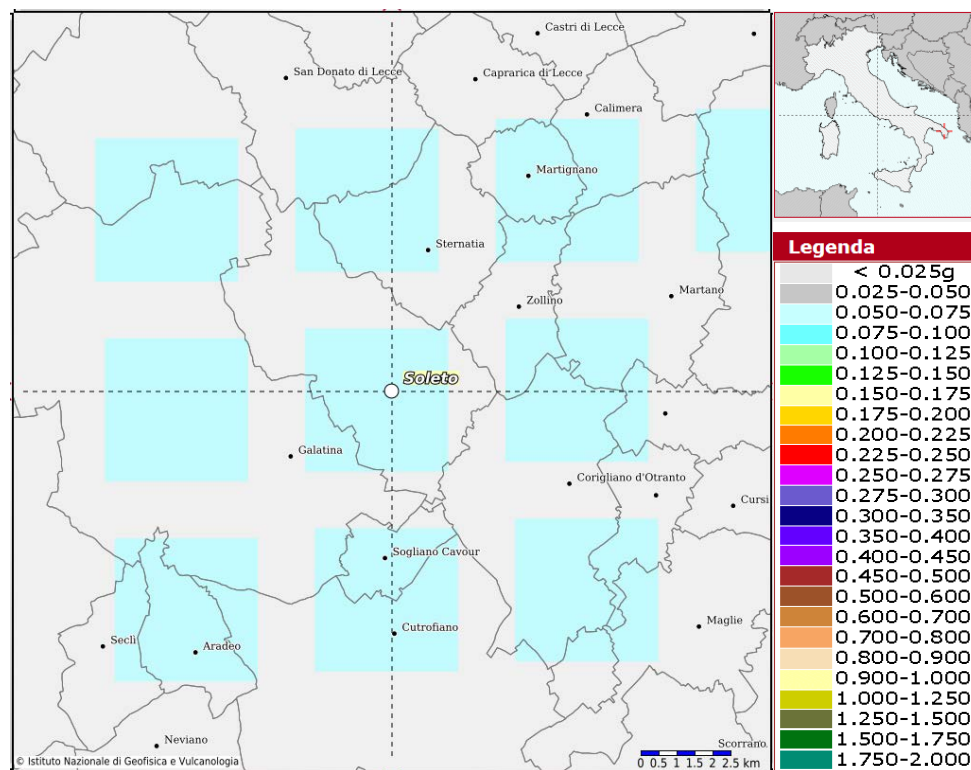 Castri di Lecce
San Donato di Lecce
Caprarica di Lecce
Calimera
Martignano
Sternatia
Martano
Zollino
Soleto
Galatina
Corigliano d'Otranto
Cursi
Sogliano Cavour
Cutrofiano
Maglie
Seclì
Aradeo
Neviano
Scorrano
© Istituto Nazionale di Geofisica e Vulcanologia
0 0.5 1 1.5 2 2.5 km
Legenda
< 0.025g
0.025-0.050
0.050-0.075
0.075-0.100
0.100-0.125
0.125-0.150
0.150-0.175
0.175-0.200
0.200-0.225
0.225-0.250
0.250-0.275
0.275-0.300
0.300-0.350
0.350-0.400
0.400-0.450
0.450-0.500
0.500-0.600
0.600-0.700
0.700-0.800
0.800-0.900
0.900-1.000
1.000-1.250
1.250-1.500
1.500-1.750
1.750-2.000